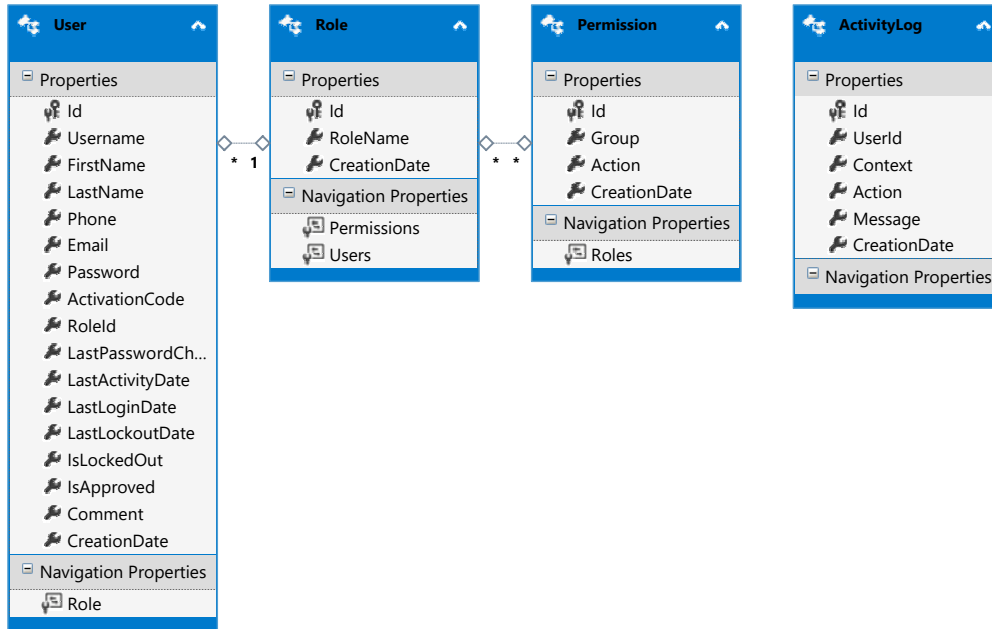 User
Properties
Id
Username
FirstName
LastName
Phone
Email
Password
ActivationCode
RoleId
LastPasswordCh...
LastActivityDate
LastLoginDate
LastLockoutDate
IsLockedOut
IsApproved
Comment
CreationDate
Navigation Properties
Role
* 1
Role
Properties
Id
RoleName
CreationDate
Navigation Properties
Permissions
Users
* *
Permission
Properties
Id
Group
Action
CreationDate
Navigation Properties
Roles
ActivityLog
Properties
Id
UserId
Context
Action
Message
CreationDate
Navigation Properties